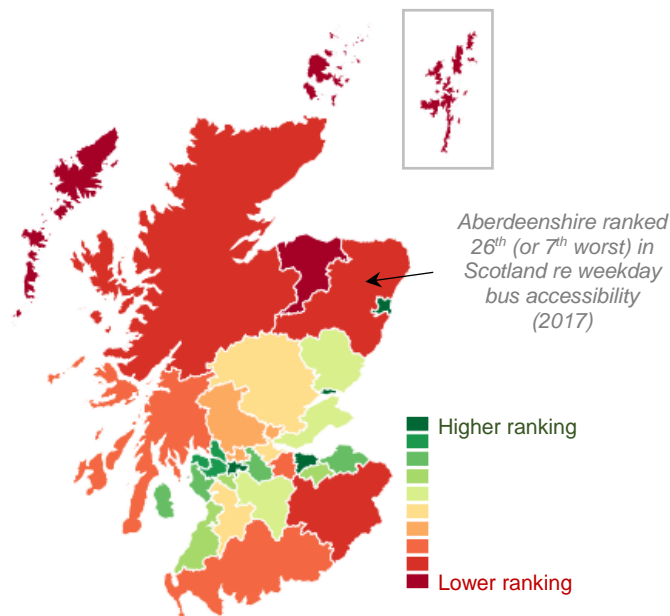 Aberdeenshire ranked
26th (or 7th worst) in
Scotland re weekday
bus accessibility
(2017)
Higher ranking
Lower ranking